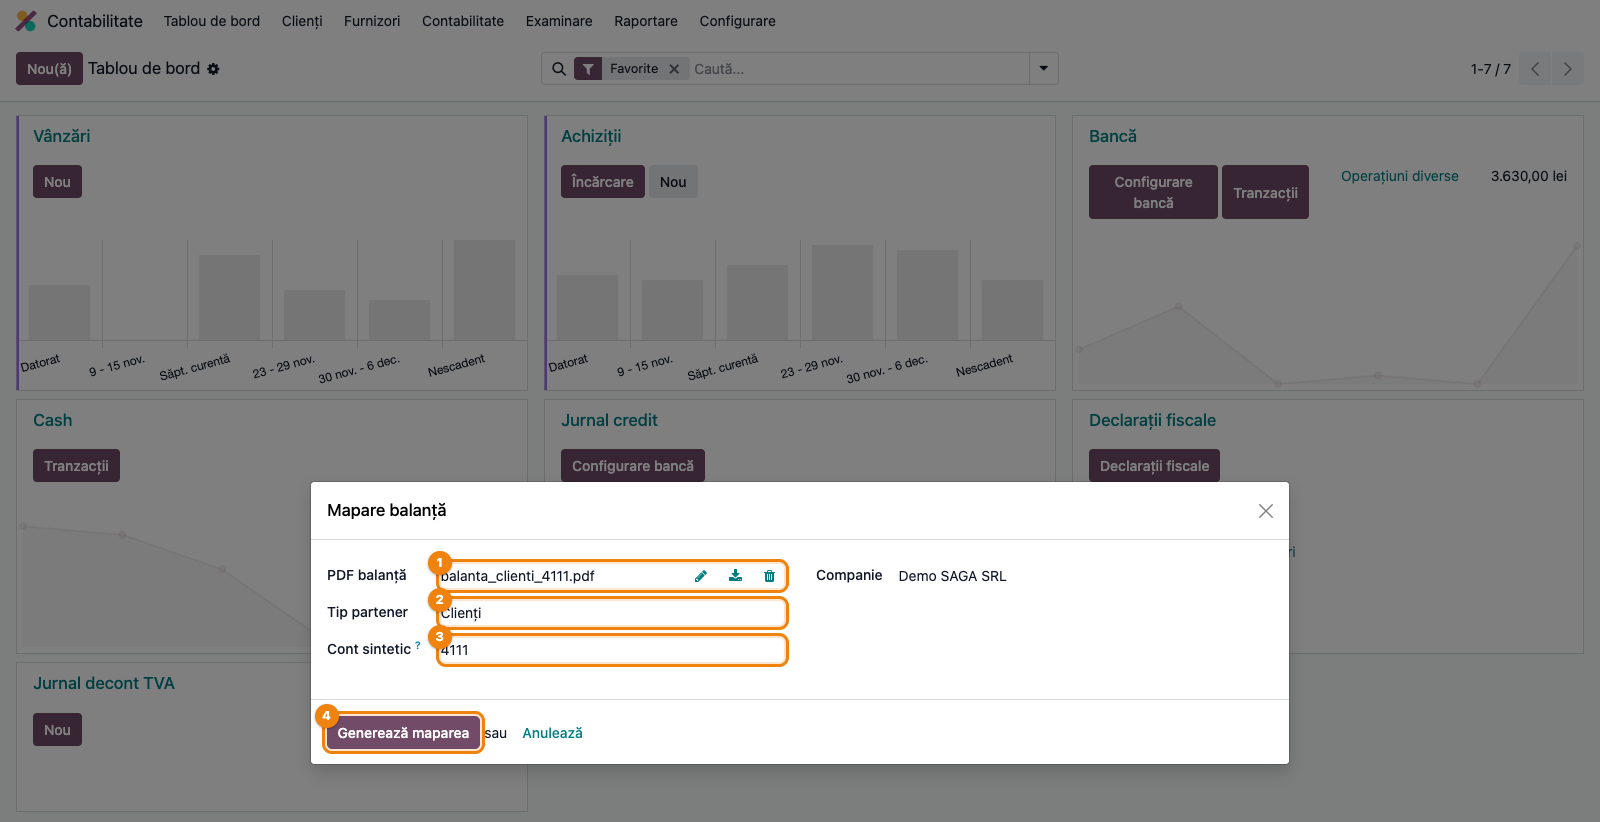 Contabilitate Tablou de bord Clienți Furnizori Contabilitate Examinare Raportare Configurare
Nou(ă) Tablou de bord Favorite Caută... 1-7 / 7
Vânzări
Nou
Datorat 9 - 15 nov. Săpt. curentă 23 - 29 nov. 30 nov. - 6 dec. Nescadent
Achiziții
Încărcare Nou
Datorat 9 - 15 nov. Săpt. curentă 23 - 29 nov. 30 nov. - 6 dec. Nescadent
Bancă
Configurare bancă Tranzacții Operațiuni diverse 3.630,00 lei
Cash
Tranzacții
Jurnal credit
Configurare bancă
Declarații fiscale
Declarații fiscale
ri
Jurnal decont TVA
Nou
Mapare balanță
1
PDF balanță balanta_clienti_4111.pdf Companie Demo SAGA SRL
2
Tip partener Clienți
3
Cont sintetic ? 4111
4
Generează maparea sau Anulează